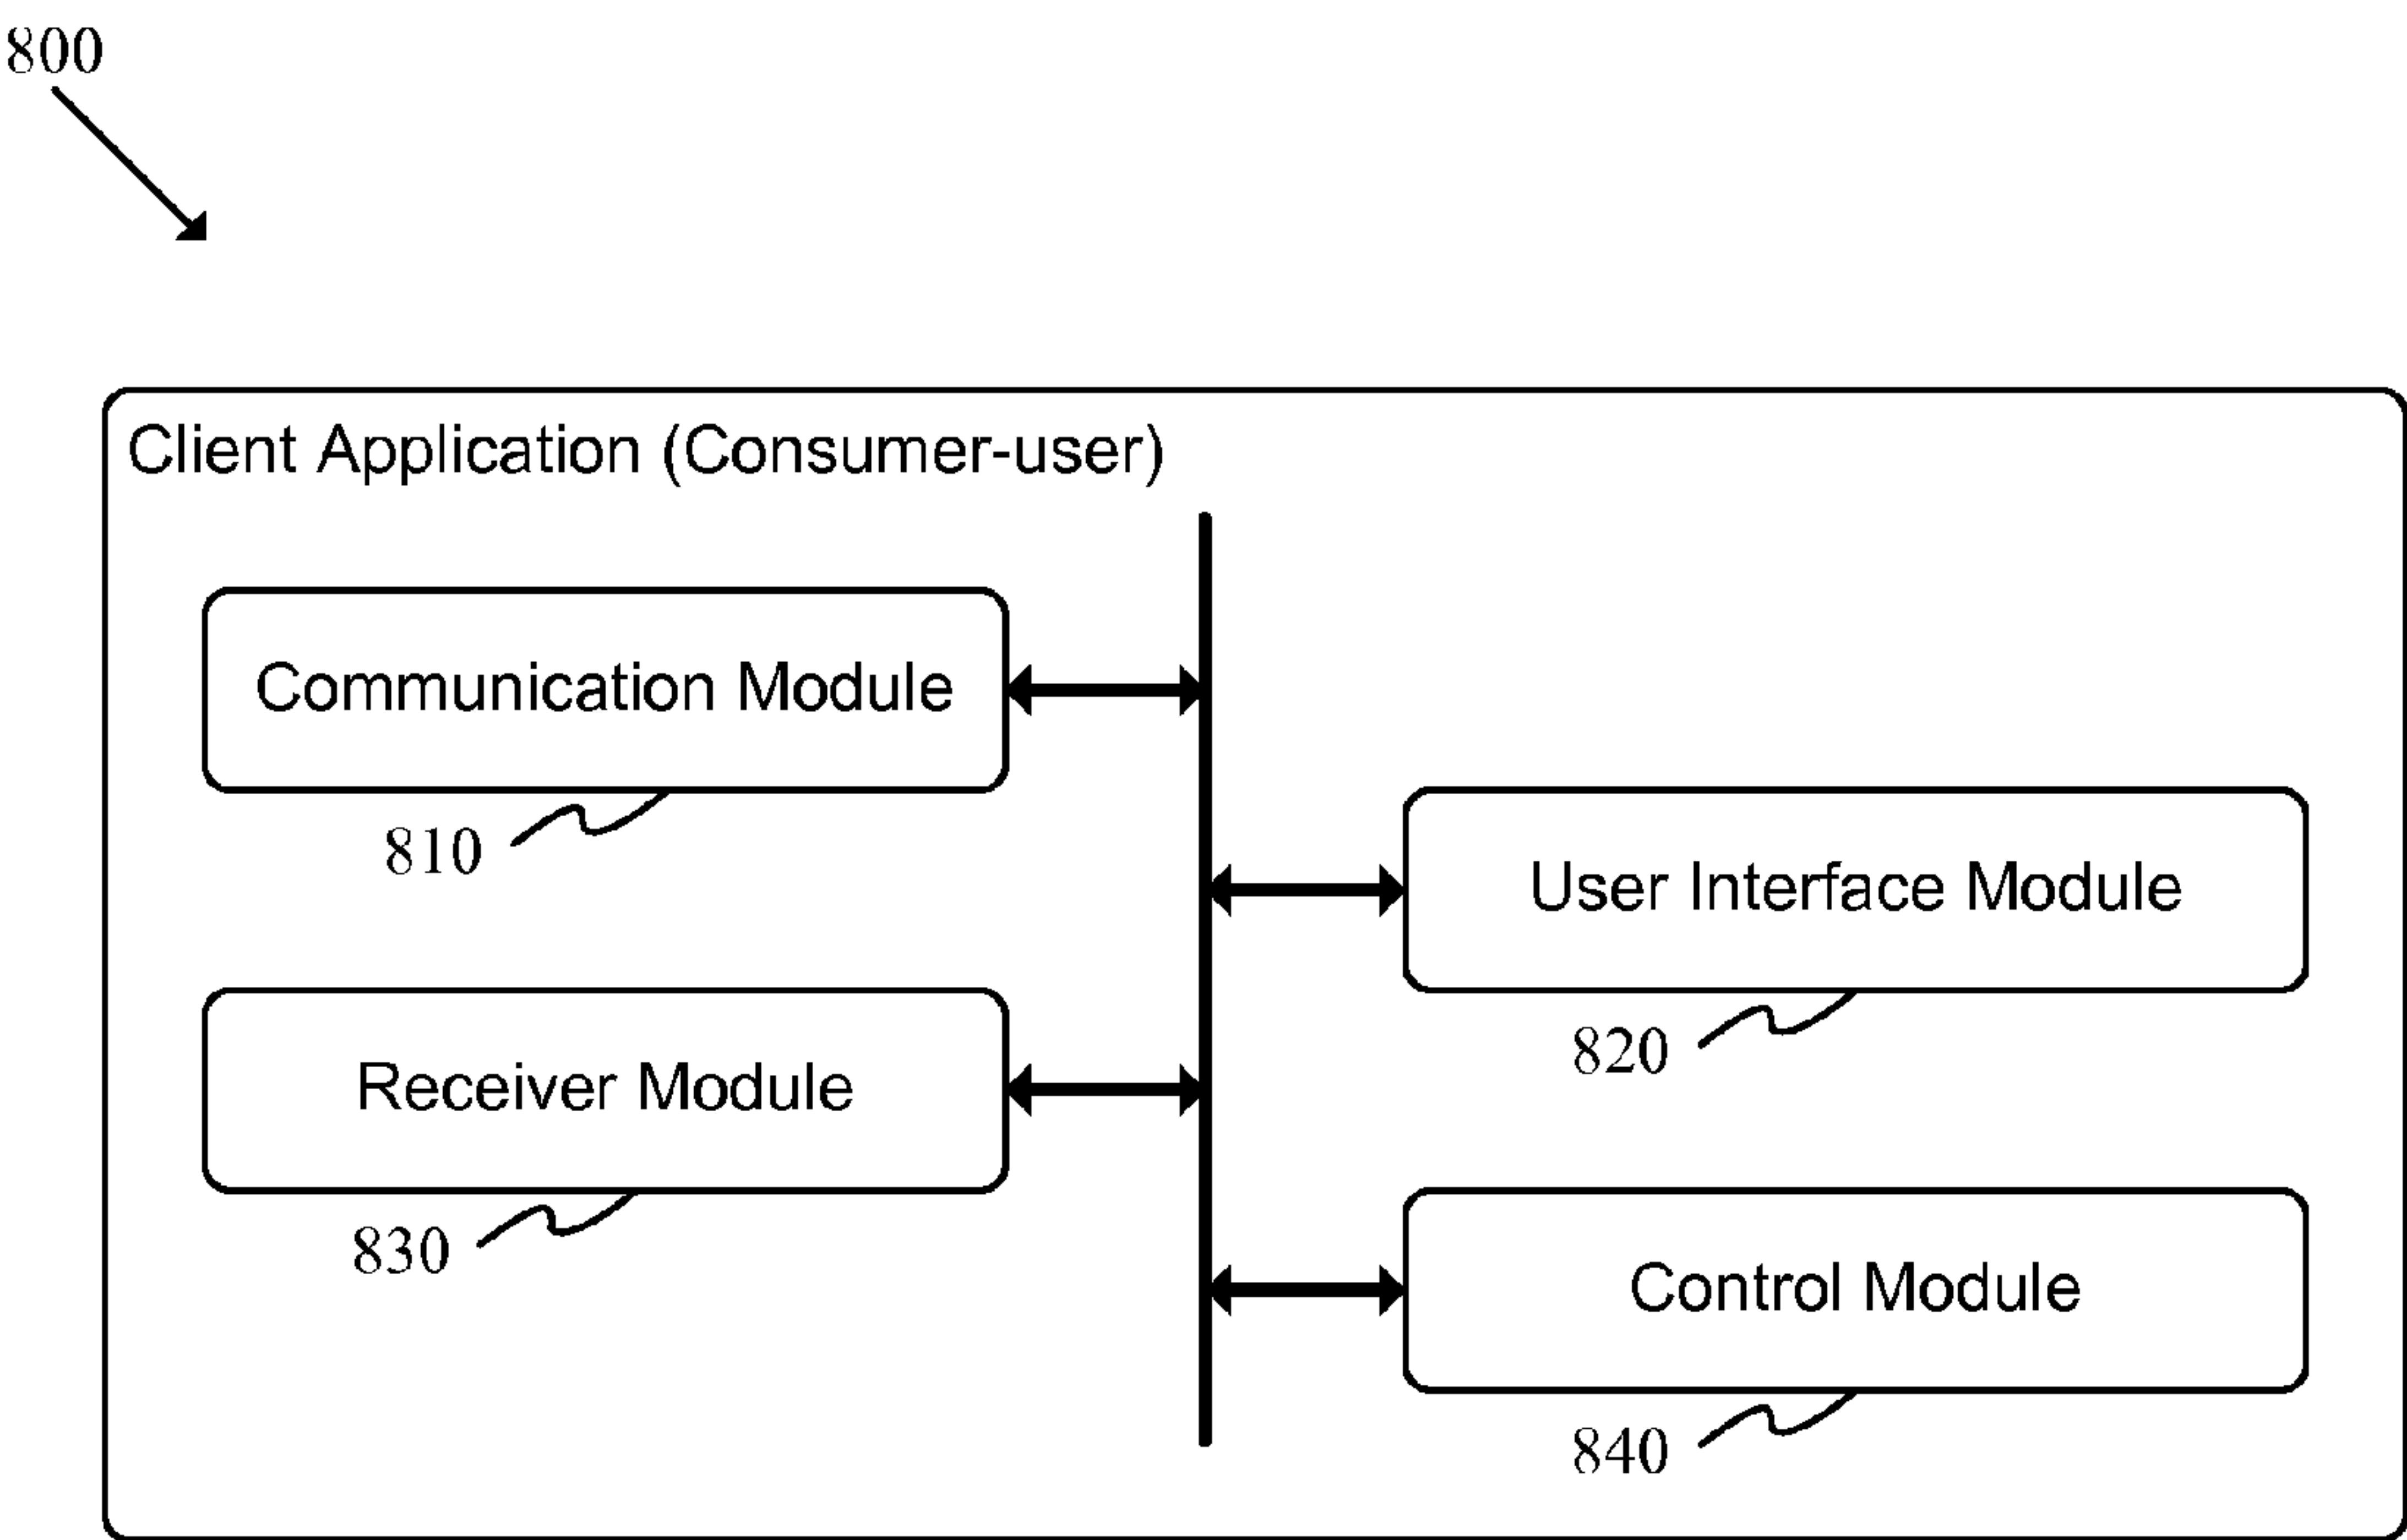 800
Client Application (Consumer-user)
Communication Module
810
User Interface Module
820
Receiver Module
830
Control Module
840